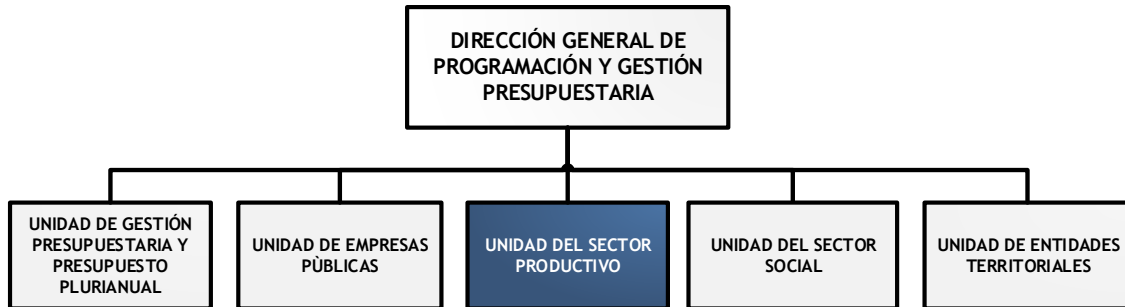 DIRECCIÓN GENERAL DE
PROGRAMACIÓN Y GESTIÓN
PRESUPUESTARIA
UNIDAD DE GESTIÓN
PRESUPUESTARIA Y
PRESUPUESTO
PLURIANUAL
UNIDAD DE EMPRESAS
PÙBLICAS
UNIDAD DEL SECTOR
PRODUCTIVO
UNIDAD DEL SECTOR
SOCIAL
UNIDAD DE ENTIDADES
TERRITORIALES